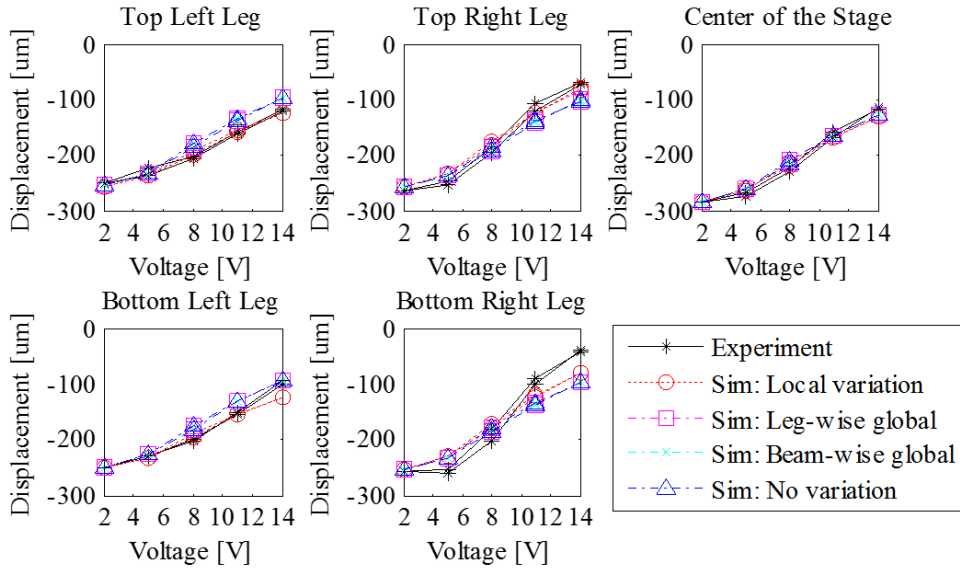 Top Left Leg
Top Right Leg
Center of the Stage
Displacement [um]
0
-100
-200
-300
2 4 6 8 10 12 14
Voltage [V]
Displacement [um]
0
-100
-200
-300
2 4 6 8 10 12 14
Voltage [V]
Displacement [um]
0
-100
-200
-300
2 4 6 8 10 12 14
Voltage [V]
Bottom Left Leg
Bottom Right Leg
Displacement [um]
0
-100
-200
-300
2 4 6 8 10 12 14
Voltage [V]
Displacement [um]
0
-100
-200
-300
2 4 6 8 10 12 14
Voltage [V]
Experiment
Sim: Local variation
Sim: Leg-wise global
Sim: Beam-wise global
Sim: No variation